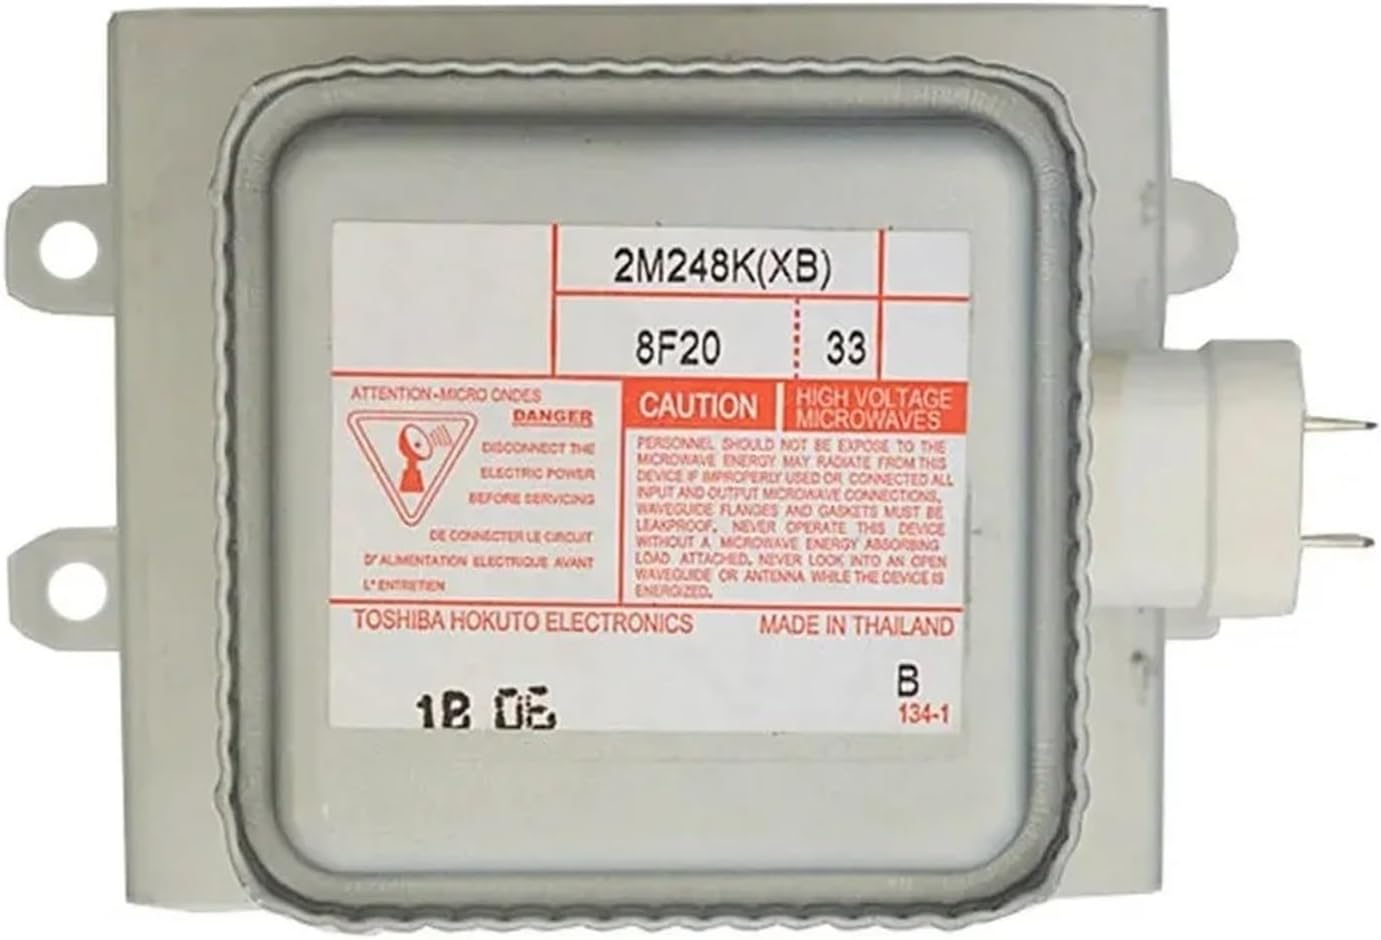 2M248K(XB)
8F20 33
ATTENTION-MICRO ONDES
DANGER
DISCONNECT THE
ELECTRIC POWER
BEFORE SERVICING
DE CONNECTER LE CIRCUIT
D'ALIMENTATION ELECTRIQUE AVANT
L'ENTRETIEN
CAUTION
HIGH VOLTAGE
MICROWAVES
PERSONNEL SHOULD NOT BE EXPOSE TO THE
MICROWAVE ENERGY MAY RADIATE FROM THIS
DEVICE IF IMPROPERLY USED OR CONNECTED ALL
INPUT AND OUTPUT MICROWAVE CONNECTIONS,
WAVEGUIDE FLANGES AND GASKETS MUST BE
LEAKPROOF. NEVER OPERATE THIS DEVICE
WITHOUT A MICROWAVE ENERGY ABSORBING
LOAD ATTACHED. NEVER LOOK INTO AN OPEN
WAVEGUIDE OR ANTENNA WHILE THE DEVICE IS
ENERGIZED.
TOSHIBA HOKUTO ELECTRONICS MADE IN THAILAND
B
134-1